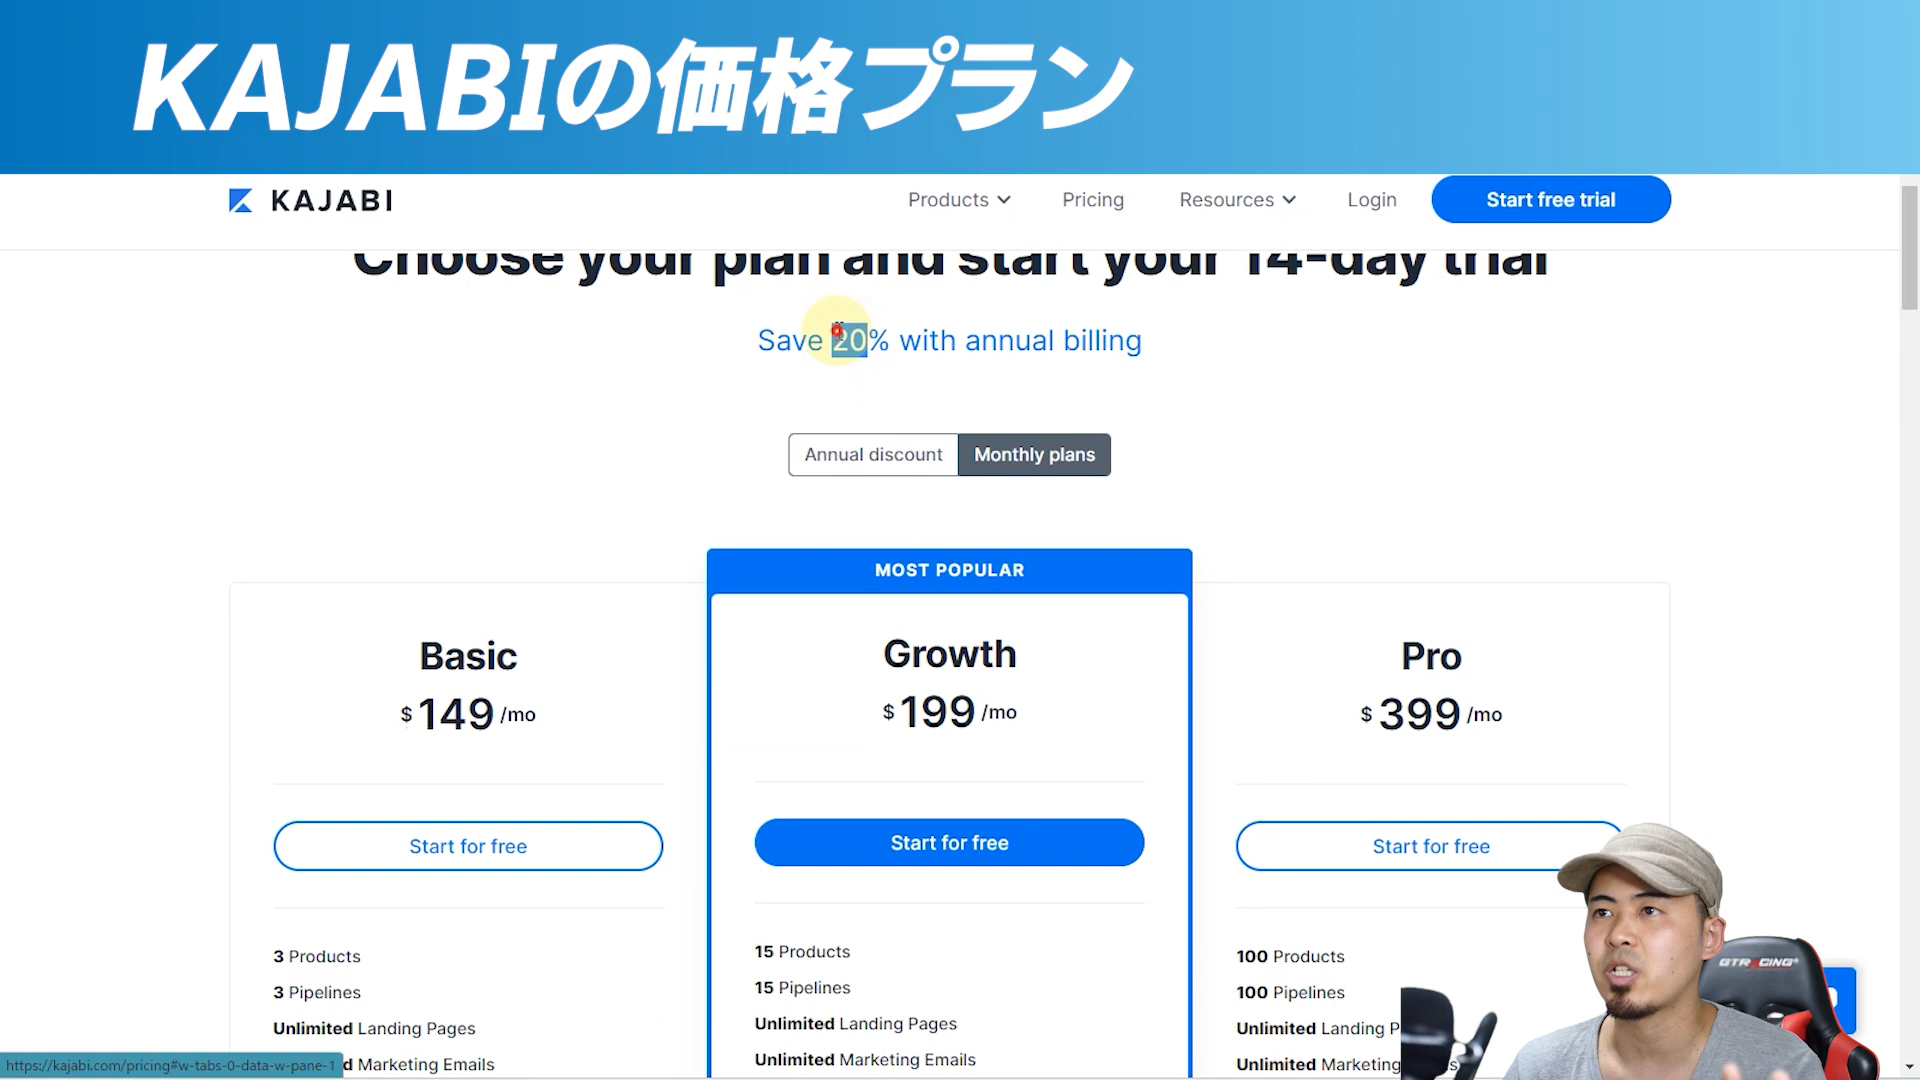 KAJABIの価格プラン
KAJABI
Products
Pricing
Resources
Login
Start free trial
Choose your plan and start your 14-day trial
Save 20% with annual billing
Annual discount
Monthly plans
MOST POPULAR
Basic
$149/mo
Start for free
3 Products
3 Pipelines
Unlimited Landing Pages
d Marketing Emails
Growth
$199/mo
Start for free
15 Products
15 Pipelines
Unlimited Landing Pages
Unlimited Marketing Emails
Pro
$399/mo
Start for free
100 Products
100 Pipelines
Unlimited Landing P
Unlimited Marketing
GTRACING
https://kajabi.com/pricing#w-tabs-0-data-w-pane-1